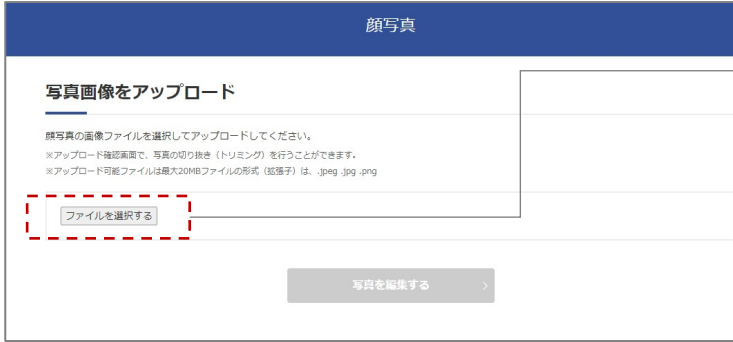 顔写真
写真画像をアップロード
顔写真の画像ファイルを選択してアップロードしてください。
※アップロード確認画面で、写真の切り抜き（トリミング）を行うことができます。
※アップロード可能ファイルは最大20MBファイルの形式（拡張子）は、.jpeg .jpg .png
ファイルを選択する
写真を編集する